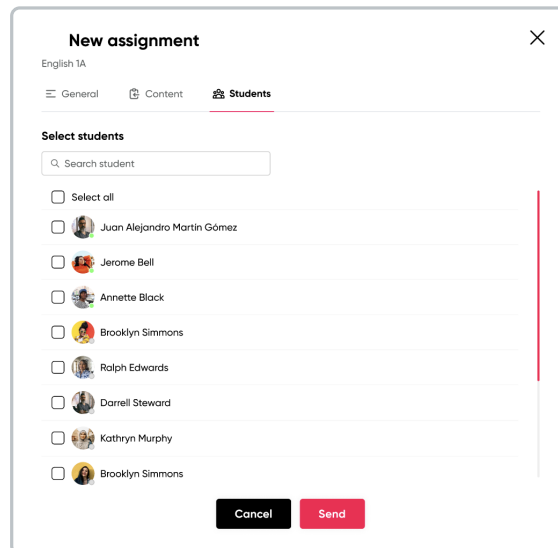 New assignment
English 1A
General Content Students
Select students
Search student
Select all
Juan Alejandro Martín Gómez
Jerome Bell
Annette Black
Brooklyn Simmons
Ralph Edwards
Darrell Steward
Kathryn Murphy
Brooklyn Simmons
Cancel Send